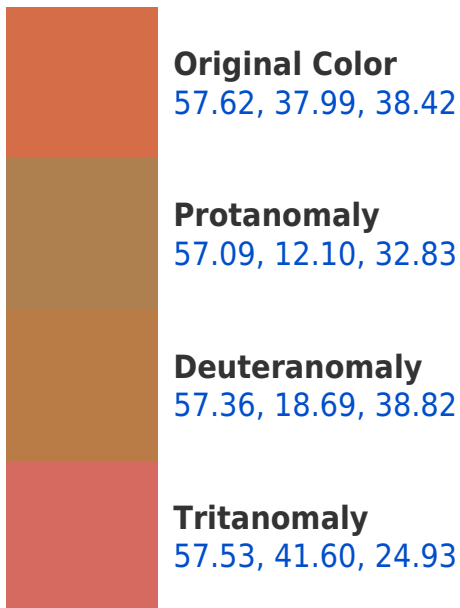 Original Color
57.62, 37.99, 38.42
Protanomaly
57.09, 12.10, 32.83
Deuteranomaly
57.36, 18.69, 38.82
Tritanomaly
57.53, 41.60, 24.93